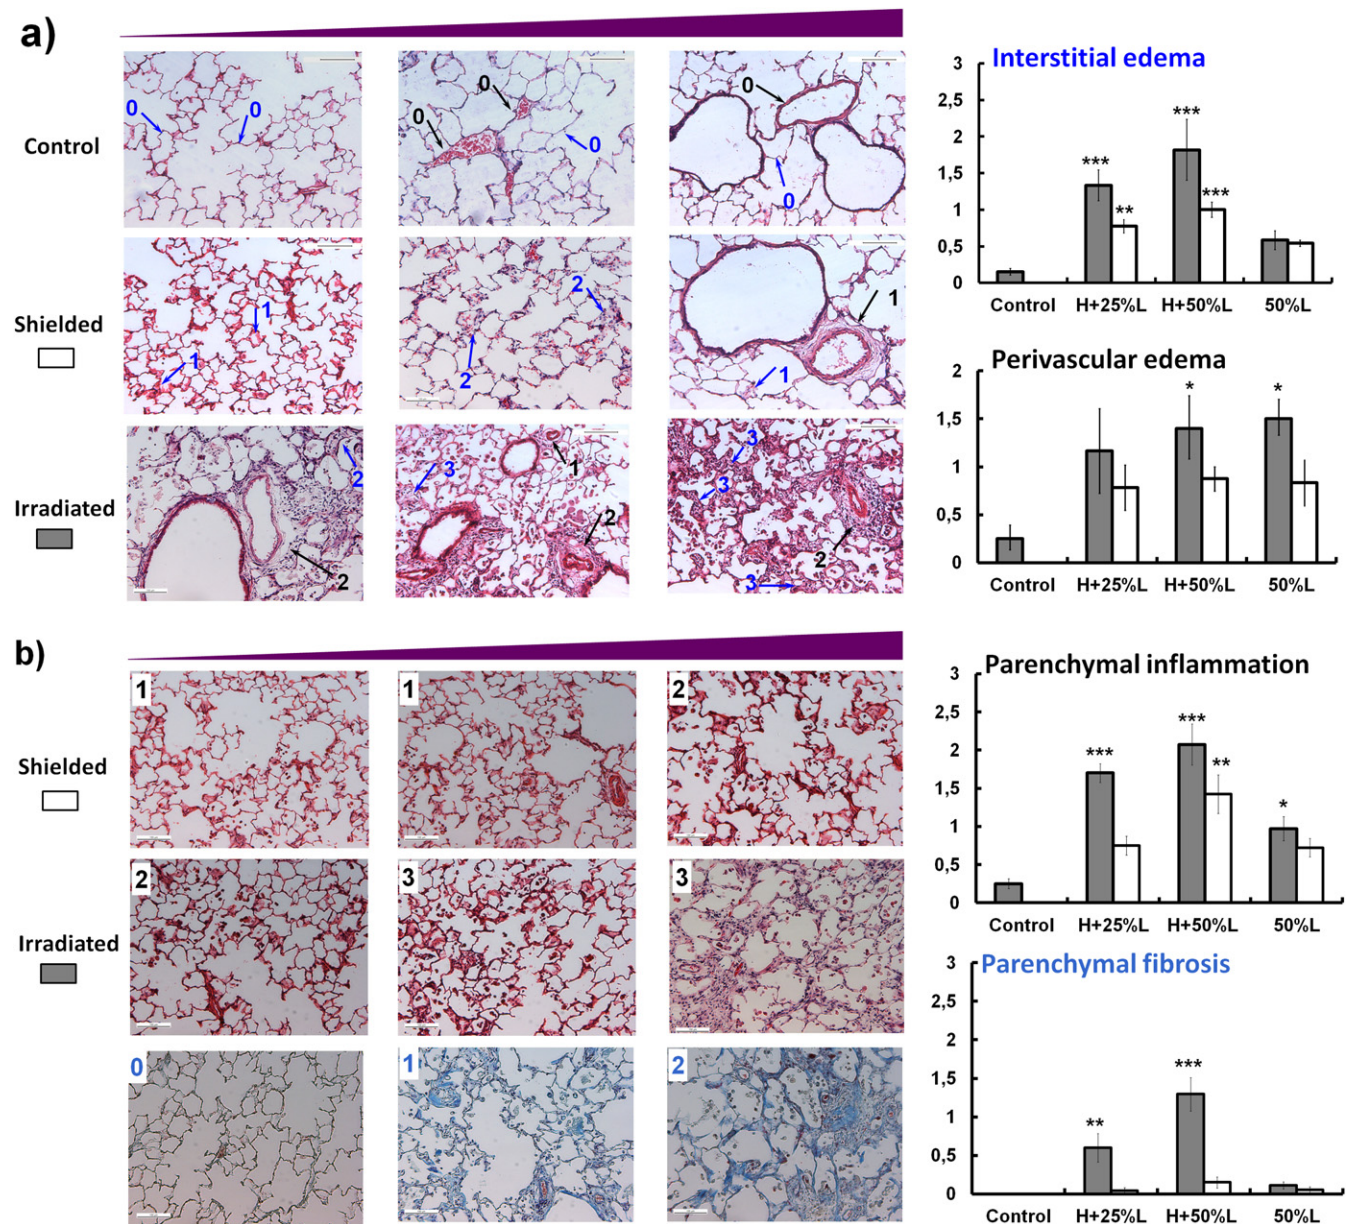 a)
Control
0
0
0
0
0
0
0
Shielded
1
1
2
2
1
1
Irradiated
2
2
3
1
2
3
3
2
3
Interstitial edema
3
2,5
2
1,5
1
0,5
0
***
**
***
***
Control
H+25%L
H+50%L
50%L
Perivascular edema
2
1,5
1
0,5
0
*
*
Control
H+25%L
H+50%L
50%L
b)
Shielded
1
1
2
Irradiated
2
3
3
0
1
2
Parenchymal inflammation
3
2,5
2
1,5
1
0,5
0
***
***
**
*
Control
H+25%L
H+50%L
50%L
Parenchymal fibrosis
3
2,5
2
1,5
1
0,5
0
**
***
Control
H+25%L
H+50%L
50%L